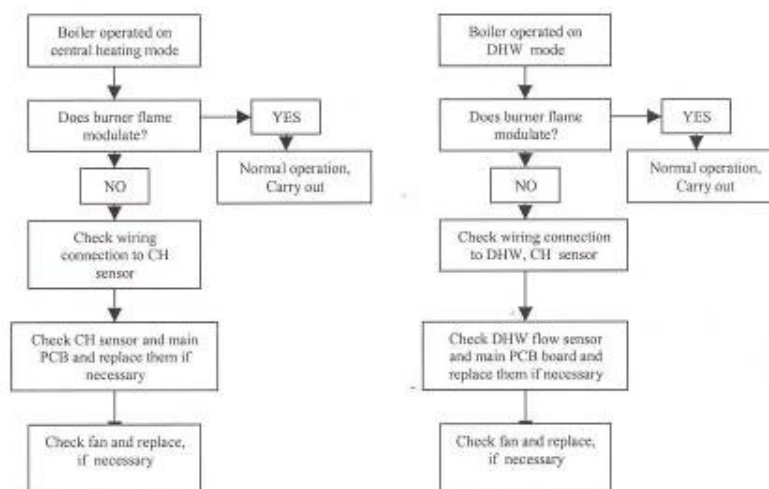 Boiler operated on
central heating mode
Does burner flame
modulate?
YES
Normal operation,
Carry out
NO
Check wiring
connection to CH
sensor
Check CH sensor and main
PCB and replace them if
necessary
Check fan and replace,
if necessary
Boiler operated on
DHW mode
Does burner flame
modulate?
YES
Normal operation,
Carry out
NO
Check wiring connection
to DHW, CH sensor
Check DHW flow sensor
and main PCB board and
replace them if necessary
Check fan and replace,
if necessary